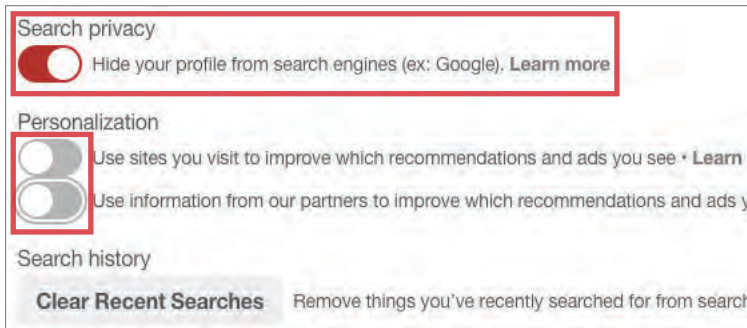 Search privacy
Hide your profile from search engines (ex: Google). Learn more
Personalization
Use sites you visit to improve which recommendations and ads you see • Learn
Use information from our partners to improve which recommendations and ads y
Search history
Clear Recent Searches Remove things you've recently searched for from search